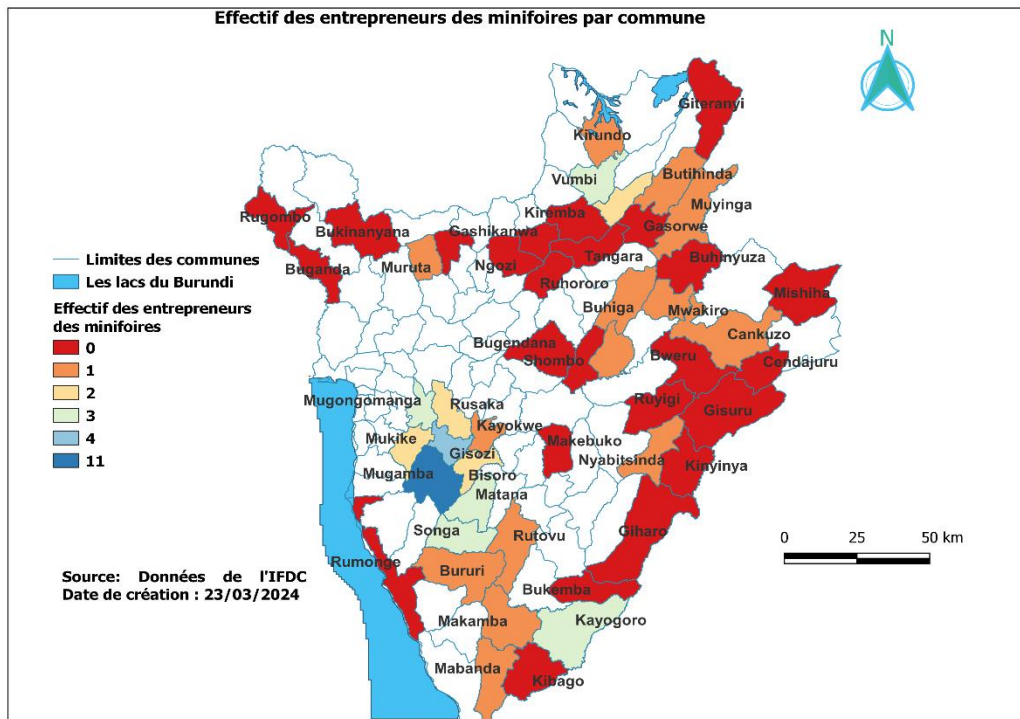 Effectif des entrepreneurs des minifoires par commune
N
Giteranyi
Kirundo
Vumbi
Butihinda
Muyinga
Rugombo
Bukinanyana
Kiremba
Gashikanwa
Gasorwe
Buganda
Muruta
Ngozi
Tangara
Buhinyuza
Ruhororo
Mishiha
Buhiga
Mwakiro
Cankuzo
Bugendana
Shombo
Bweru
Cendajuru
Limites des communes
Les lacs du Burundi
Effectif des entrepreneurs
des minifoires
0
1
2
3
4
11
Mugongomanga
Rusaka
Ruyigi
Gisuru
Kayokwe
Mukike
Gisozi
Makebuko
Nyabitsinda
Kinyinya
Mugamba
Bisoro
Matana
Songa
Rutovu
Giharo
Rumonge
Bururi
Bukemba
Makamba
Kayogoro
Mabanda
Kibago
0 25 50 km
Source: Données de l'IFDC
Date de création : 23/03/2024